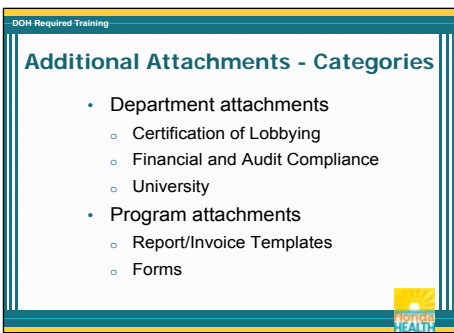 DOH Required Training
Additional Attachments - Categories
• Department attachments
o Certification of Lobbying
o Financial and Audit Compliance
o University
• Program attachments
o Report/Invoice Templates
o Forms
Florida
HEALTH